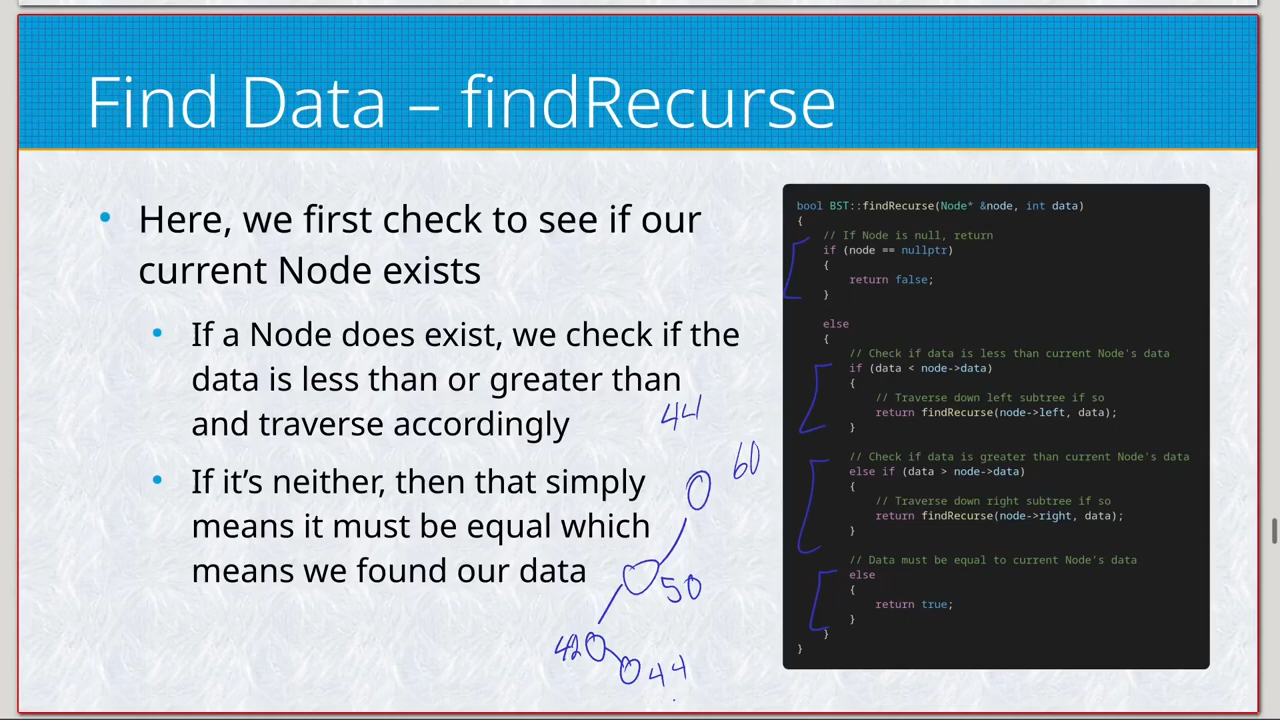 Find Data – findRecurse
Here, we first check to see if our
current Node exists
If a Node does exist, we check if the
data is less than or greater than
and traverse accordingly
If it’s neither, then that simply
means it must be equal which
means we found our data
44
60
50
42
44
bool BST::findRecurse(Node* &node, int data)
{
// If Node is null, return
if (node == nullptr)
{
return false;
}
else
{
// Check if data is less than current Node's data
if (data < node->data)
{
// Traverse down left subtree if so
return findRecurse(node->left, data);
}
// Check if data is greater than current Node's data
else if (data > node->data)
{
// Traverse down right subtree if so
return findRecurse(node->right, data);
}
// Data must be equal to current Node's data
else
{
return true;
}
}
}